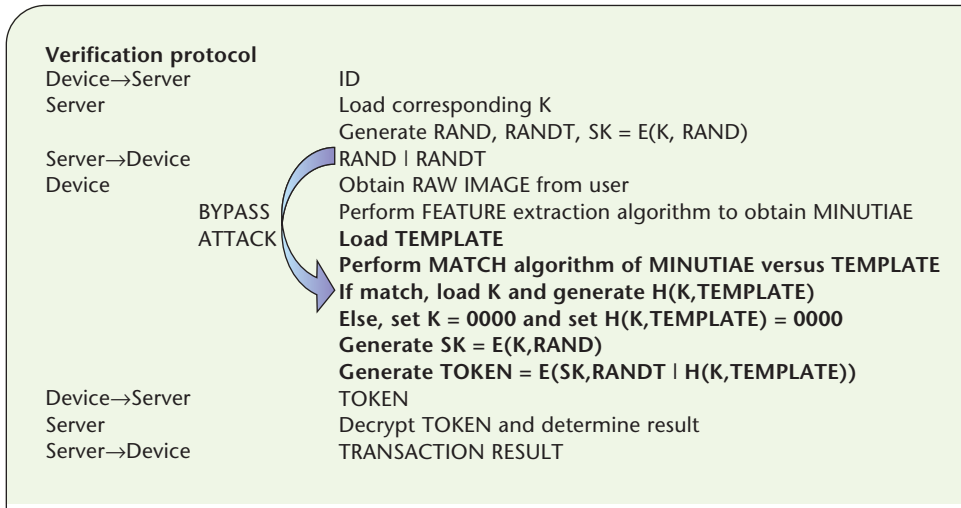 Verification protocol
Device→Server ID
Server Load corresponding K
Generate RAND, RANDT, SK = E(K, RAND)
Server→Device RAND | RANDT
Device Obtain RAW IMAGE from user
BYPASS Perform FEATURE extraction algorithm to obtain MINUTIAE
ATTACK Load TEMPLATE
Perform MATCH algorithm of MINUTIAE versus TEMPLATE
If match, load K and generate H(K,TEMPLATE)
Else, set K = 0000 and set H(K,TEMPLATE) = 0000
Generate SK = E(K,RAND)
Generate TOKEN = E(SK,RANDT | H(K,TEMPLATE))
Device→Server TOKEN
Server Decrypt TOKEN and determine result
Server→Device TRANSACTION RESULT